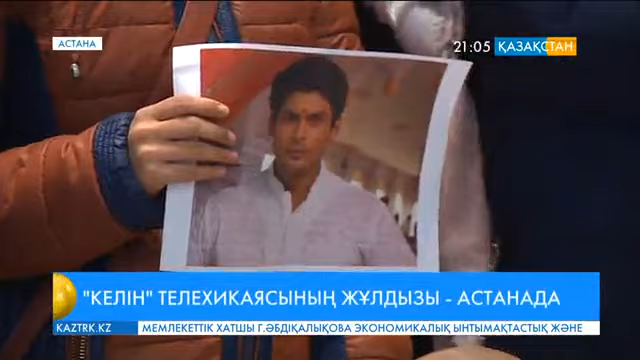 АСТАНА
21:05 ҚАЗАҚСТАН
"КЕЛІН" ТЕЛЕХИКАЯСЫНЫҢ ЖҰЛДЫЗЫ - АСТАНАДА
KAZTRK.KZ МЕМЛЕКЕТТІК ХАТШЫ Г.ӘБДІҚАЛЫҚОВА ЭКОНОМИКАЛЫҚ ЫНТЫМАҚТАСТЫҚ ЖӘНЕ